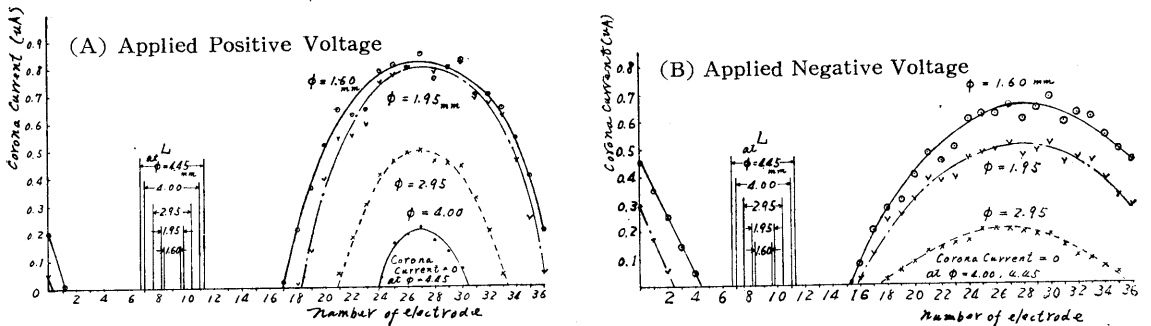 (A) Applied Positive Voltage
Corona Current (µA)
0.9
0.8
0.7
0.6
0.5
0.4
0.3
0.2
0.1
0
φ=1.60 mm
φ=1.95 mm
φ=2.95
φ=4.00
Corona
Current=0
at φ=4.45
L
at
φ=4.45 mm
4.00
2.95
1.95
1.60
2 4 6 8 10 12 14 16 18 20 22 24 26 28 30 32 34 36
Number of electrode
(B) Applied Negative Voltage
Corona Current (µA)
0.8
0.7
0.6
0.5
0.4
0.3
0.2
0.1
φ=1.60 mm
φ=1.95
φ=2.95
Corona Current=0
at φ=4.00, 4.45
L
at
φ=4.45 mm
4.00
2.95
1.95
1.60
2 4 6 8 10 12 14 16 18 20 22 24 26 28 30 32 34 36
Number of electrode